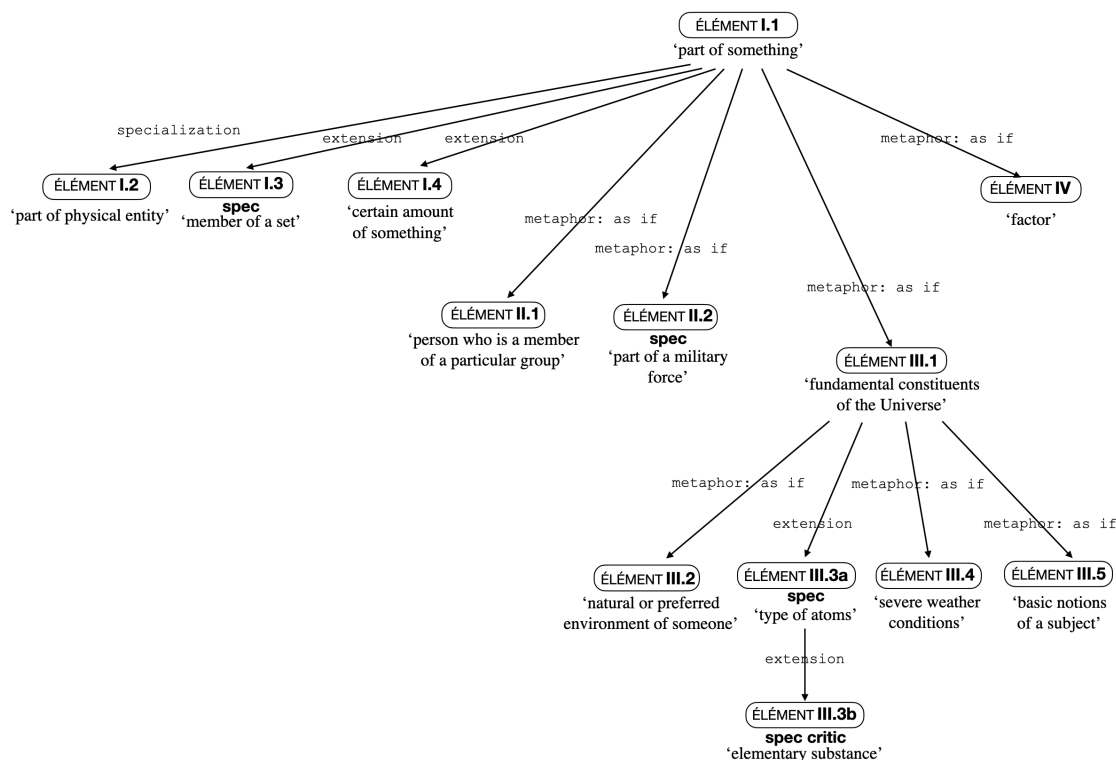 ÉLÉMENT I.1
‘part of something’
specialization
extension
extension
metaphor: as if
ÉLÉMENT I.2
‘part of physical entity’
ÉLÉMENT I.3
spec
‘member of a set’
ÉLÉMENT I.4
‘certain amount
of something’
ÉLÉMENT IV
‘factor’
metaphor: as if
metaphor: as if
metaphor: as if
ÉLÉMENT II.1
‘person who is a member
of a particular group’
ÉLÉMENT II.2
spec
‘part of a military
force’
ÉLÉMENT III.1
‘fundamental constituents
of the Universe’
metaphor: as if
extension
metaphor: as if
metaphor: as if
ÉLÉMENT III.2
‘natural or preferred
environment of someone’
ÉLÉMENT III.3a
spec
‘type of atoms’
ÉLÉMENT III.4
‘severe weather
conditions’
ÉLÉMENT III.5
‘basic notions
of a subject’
extension
ÉLÉMENT III.3b
spec critic
‘elementary substance’